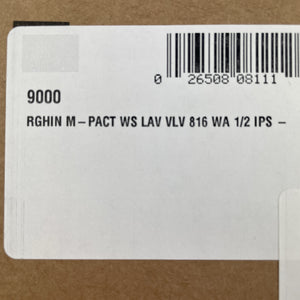 0 26508 08111
9000
RGHIN M-PACT WS LAV VLV 816 WA 1/2 IPS -